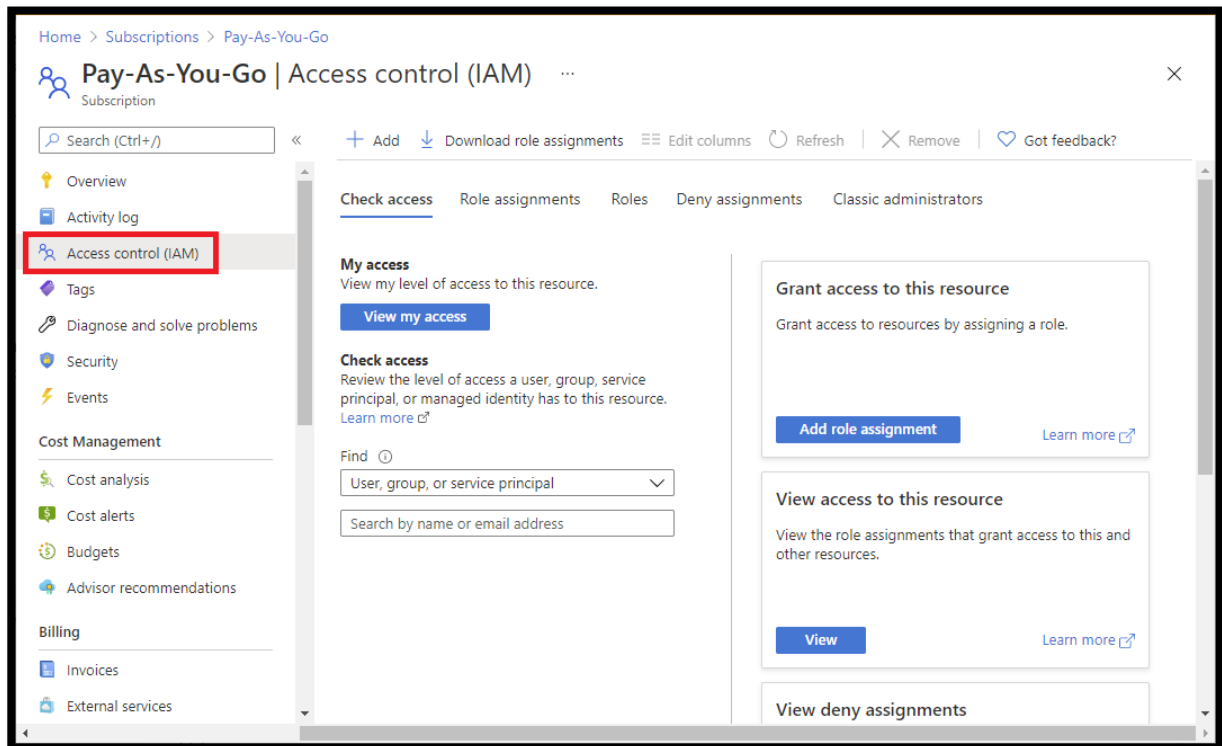 Home > Subscriptions > Pay-As-You-Go
Pay-As-You-Go | Access control (IAM) ...
Subscription
Search (Ctrl+/)
«
Overview
Activity log
Access control (IAM)
Tags
Diagnose and solve problems
Security
Events
Cost Management
Cost analysis
Cost alerts
Budgets
Advisor recommendations
Billing
Invoices
External services
Add Download role assignments Edit columns Refresh Remove Got feedback?
Check access Role assignments Roles Deny assignments Classic administrators
My access
View my level of access to this resource.
View my access
Check access
Review the level of access a user, group, service
principal, or managed identity has to this resource.
Learn more
Find
User, group, or service principal
Search by name or email address
Grant access to this resource
Grant access to resources by assigning a role.
Add role assignment Learn more
View access to this resource
View the role assignments that grant access to this and
other resources.
View Learn more
View deny assignments